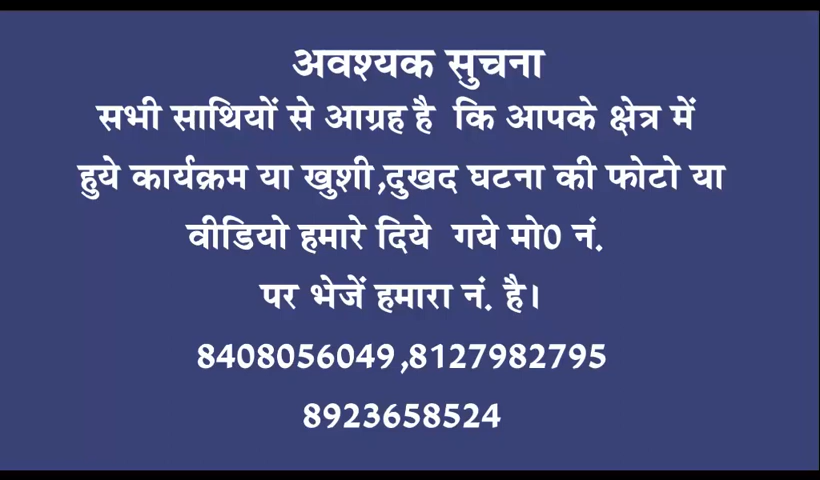 अवश्यक सुचना
सभी साथियों से आग्रह है कि आपके क्षेत्र में
हुये कार्यक्रम या खुशी,दुखद घटना की फोटो या
वीडियो हमारे दिये गये मो0 नं.
पर भेजें हमारा नं. है।
8408056049,8127982795
8923658524